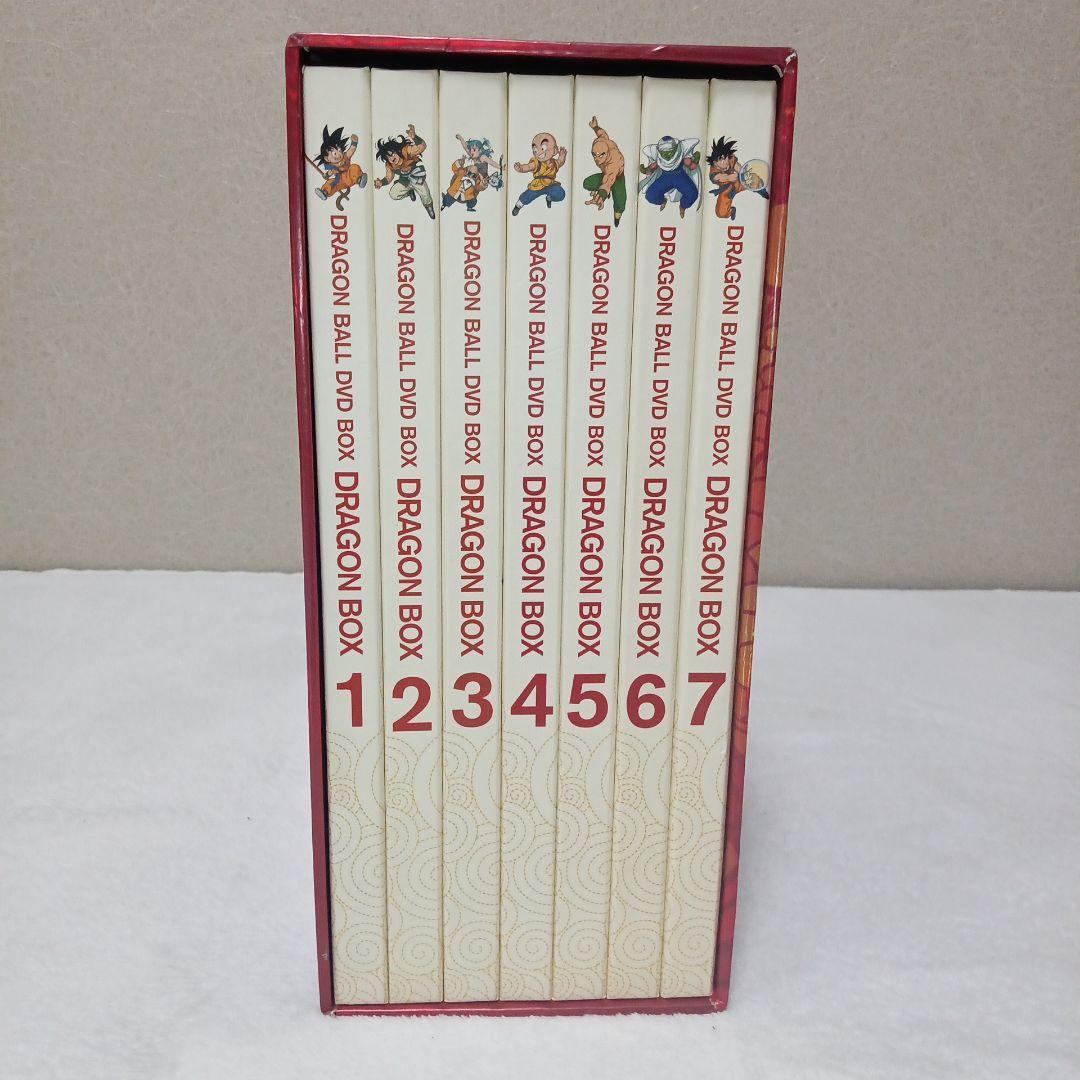 DRAGON BALL DVD BOX DRAGON BOX 1
DRAGON BALL DVD BOX DRAGON BOX 2
DRAGON BALL DVD BOX DRAGON BOX 3
DRAGON BALL DVD BOX DRAGON BOX 4
DRAGON BALL DVD BOX DRAGON BOX 5
DRAGON BALL DVD BOX DRAGON BOX 6
DRAGON BALL DVD BOX DRAGON BOX 7